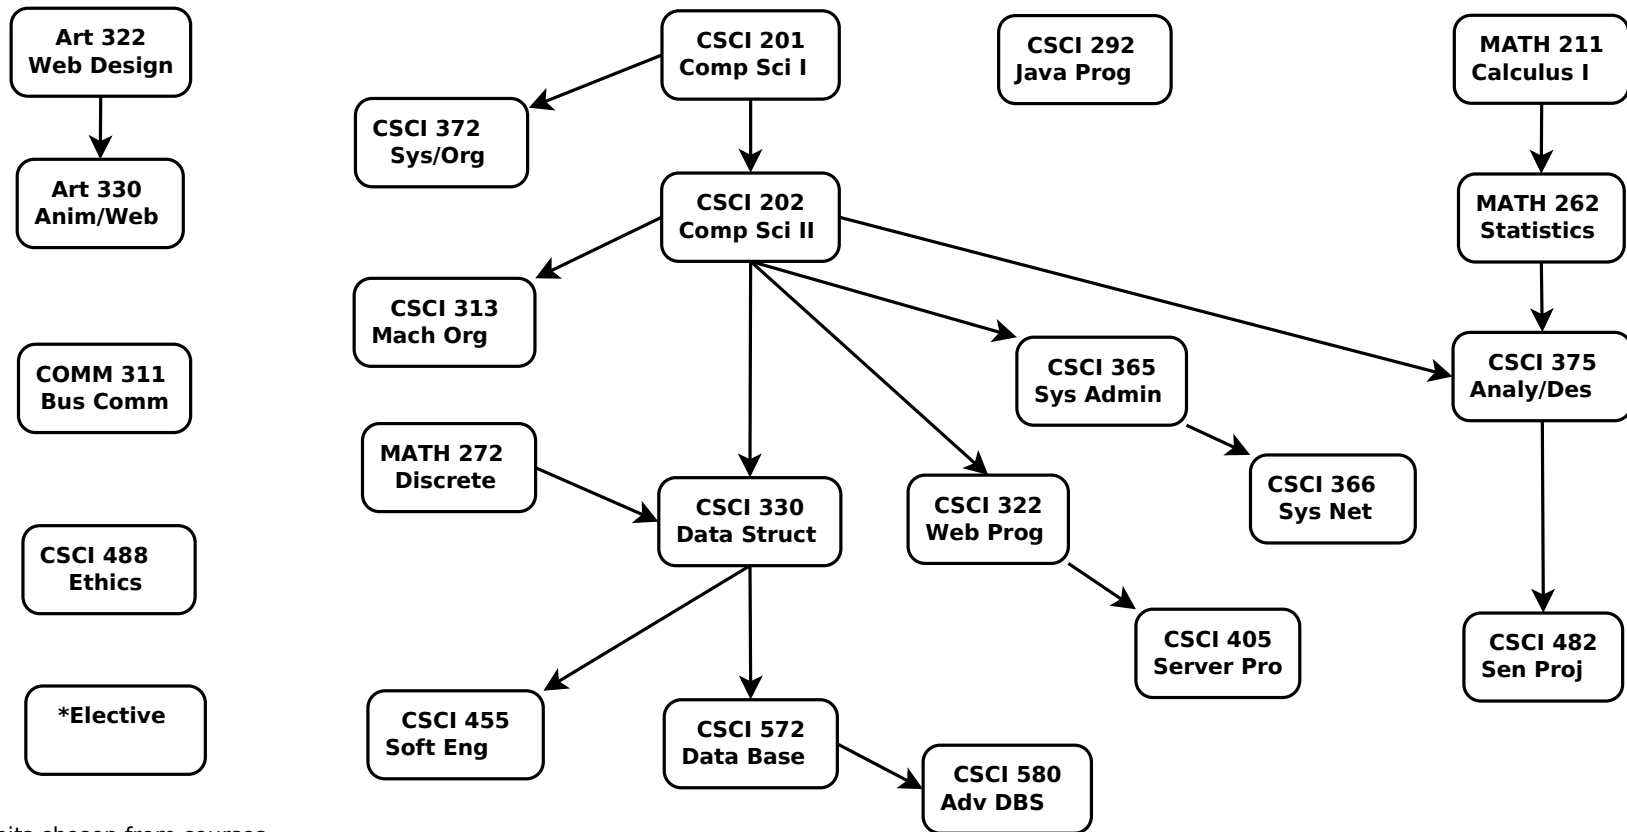 Art 322
Web Design
CSCI 201
Comp Sci I
CSCI 292
Java Prog
MATH 211
Calculus I
CSCI 372
Sys/Org
Art 330
Anim/Web
CSCI 202
Comp Sci II
MATH 262
Statistics
CSCI 313
Mach Org
COMM 311
Bus Comm
CSCI 365
Sys Admin
CSCI 375
Analy/Des
MATH 272
Discrete
CSCI 330
Data Struct
CSCI 322
Web Prog
CSCI 366
Sys Net
CSCI 488
Ethics
CSCI 405
Server Pro
CSCI 482
Sen Proj
*Elective
CSCI 455
Soft Eng
CSCI 572
Data Base
CSCI 580
Adv DBS
chosen from courses